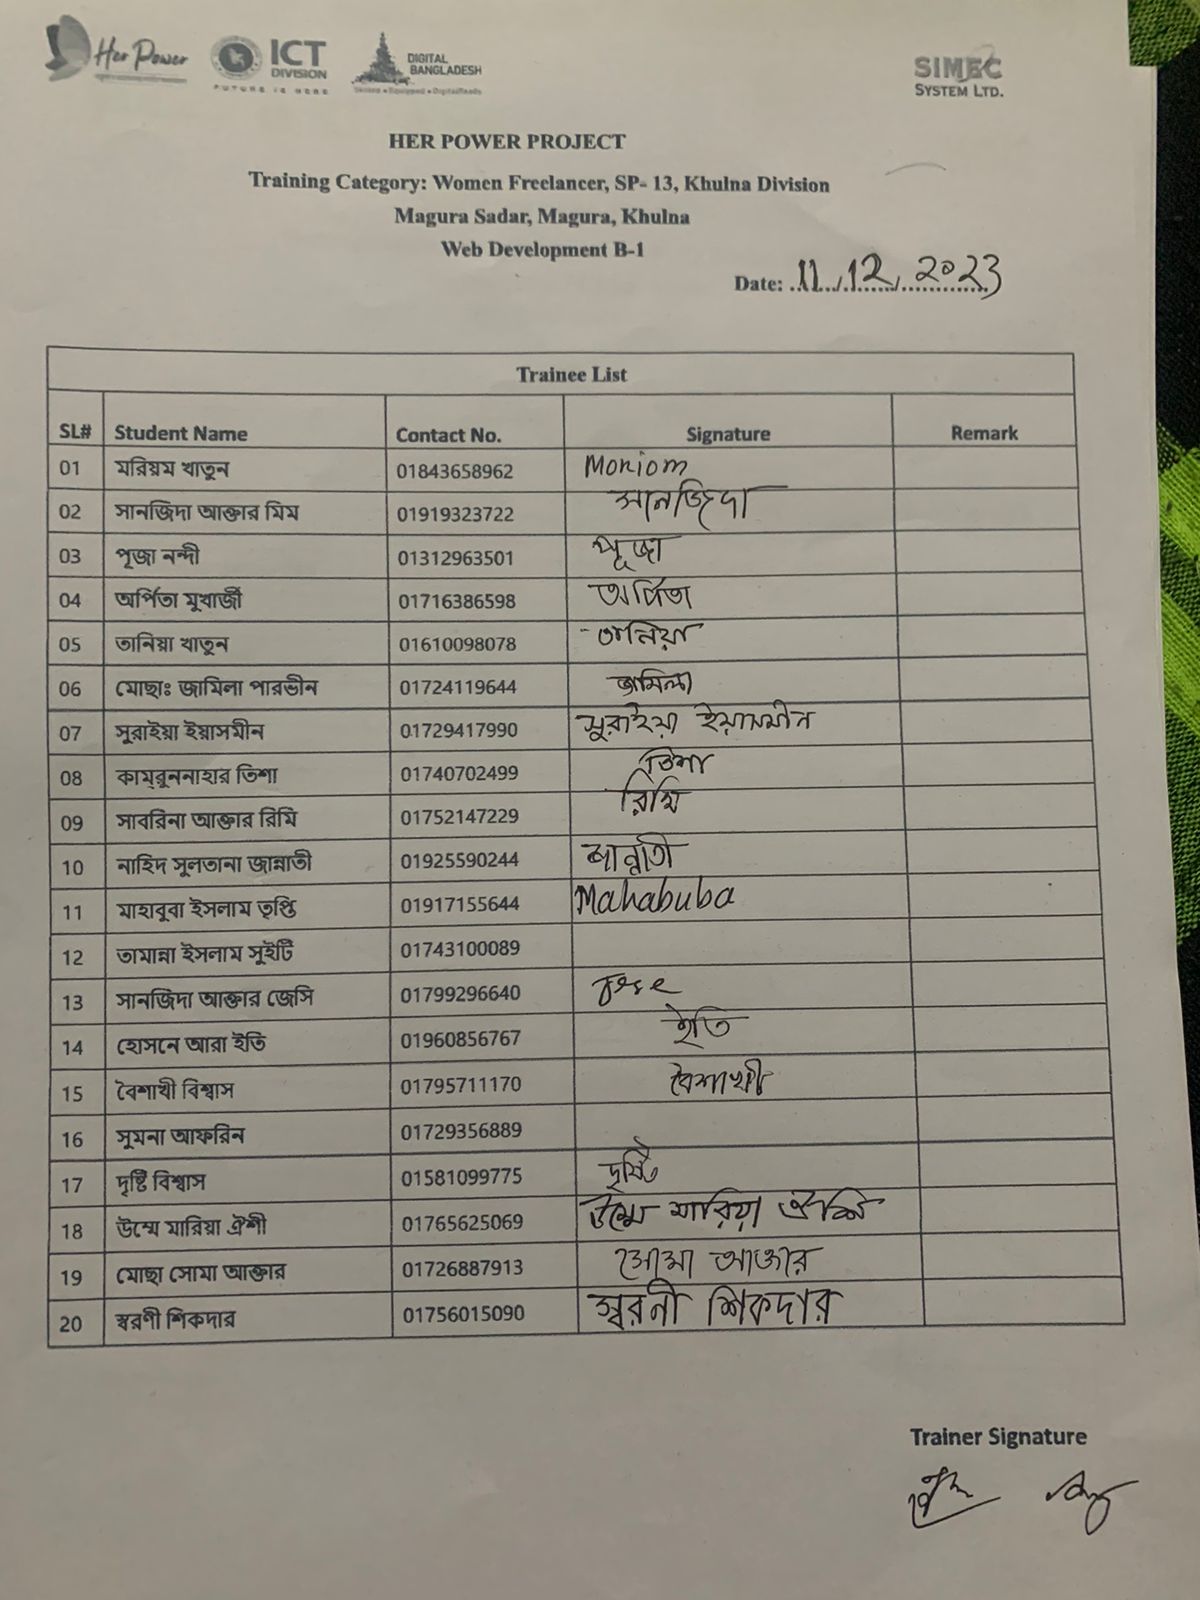 Her Power
ICT DIVISION
FUTURE IS HERE
DIGITAL BANGLADESH
Skilled • Equipped • DigitalReady
SIMEC
SYSTEM LTD.
HER POWER PROJECT
Training Category: Women Freelancer, SP- 13, Khulna Division
Magura Sadar, Magura, Khulna
Web Development B-1
Date: 11/12/2023
Trainee List
SL# Student Name Contact No. Signature Remark
01 মরিয়ম খাতুন 01843658962 Moriom
02 সানজিদা আক্তার মিম 01919323722 সানজিদা
03 পূজা নন্দী 01312963501 পূজা
04 অর্পিতা মুখার্জী 01716386598 অর্পিতা
05 তানিয়া খাতুন 01610098078 তানিয়া
06 মোছাঃ জামিলা পারভীন 01724119644 জামিলা
07 সুরাইয়া ইয়াসমীন 01729417990 সুরাইয়া ইয়াসমীন
08 কামরুননাহার তিশা 01740702499 তিশা
09 সাবরিনা আক্তার রিমি 01752147229 রিমি
10 নাহিদ সুলতানা জান্নাতী 01925590244 জান্নাতী
11 মাহাবুবা ইসলাম তৃপ্তি 01917155644 Mahabuba
12 তামান্না ইসলাম সুইটি 01743100089
13 সানজিদা আক্তার জেসি 01799296640
14 হোসনে আরা ইতি 01960856767 ইতি
15 বৈশাখী বিশ্বাস 01795711170 বৈশাখী
16 সুমনা আফরিন 01729356889
17 দৃষ্টি বিশ্বাস 01581099775 দৃষ্টি
18 উম্মে মারিয়া ঐশী 01765625069 উম্মে মারিয়া ঐশি
19 মোছা সোমা আক্তার 01726887913 সোমা আক্তার
20 স্বরণী শিকদার 01756015090 স্বরনী শিকদার
Trainer Signature